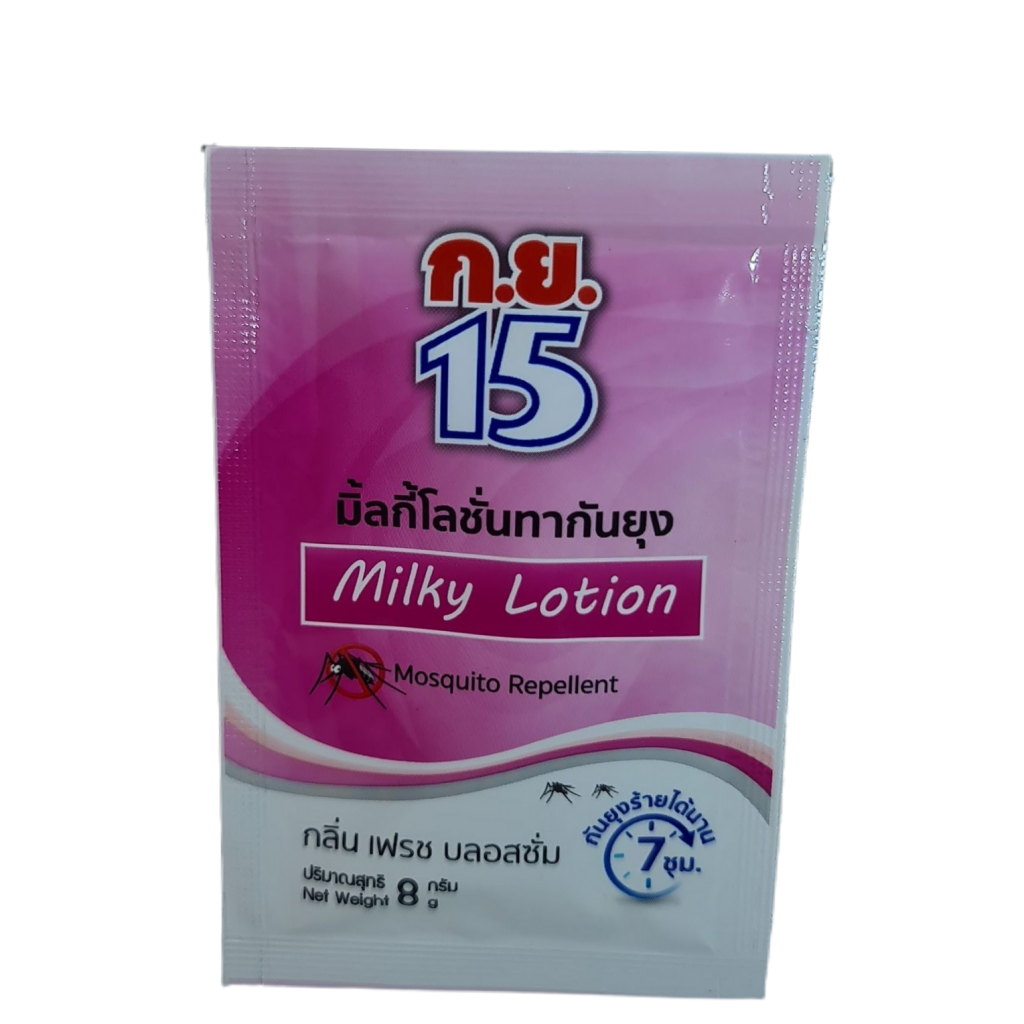 ก.ย.
15
มิ้ลกี้โลชั่นทากันยุง
Milky Lotion
Mosquito Repellent
กันยุงร้ายได้นาน
7 ชม.
กลิ่น เฟรช บลอสซั่ม
ปริมาณสุทธิ 8 กรัม
Net Weight g